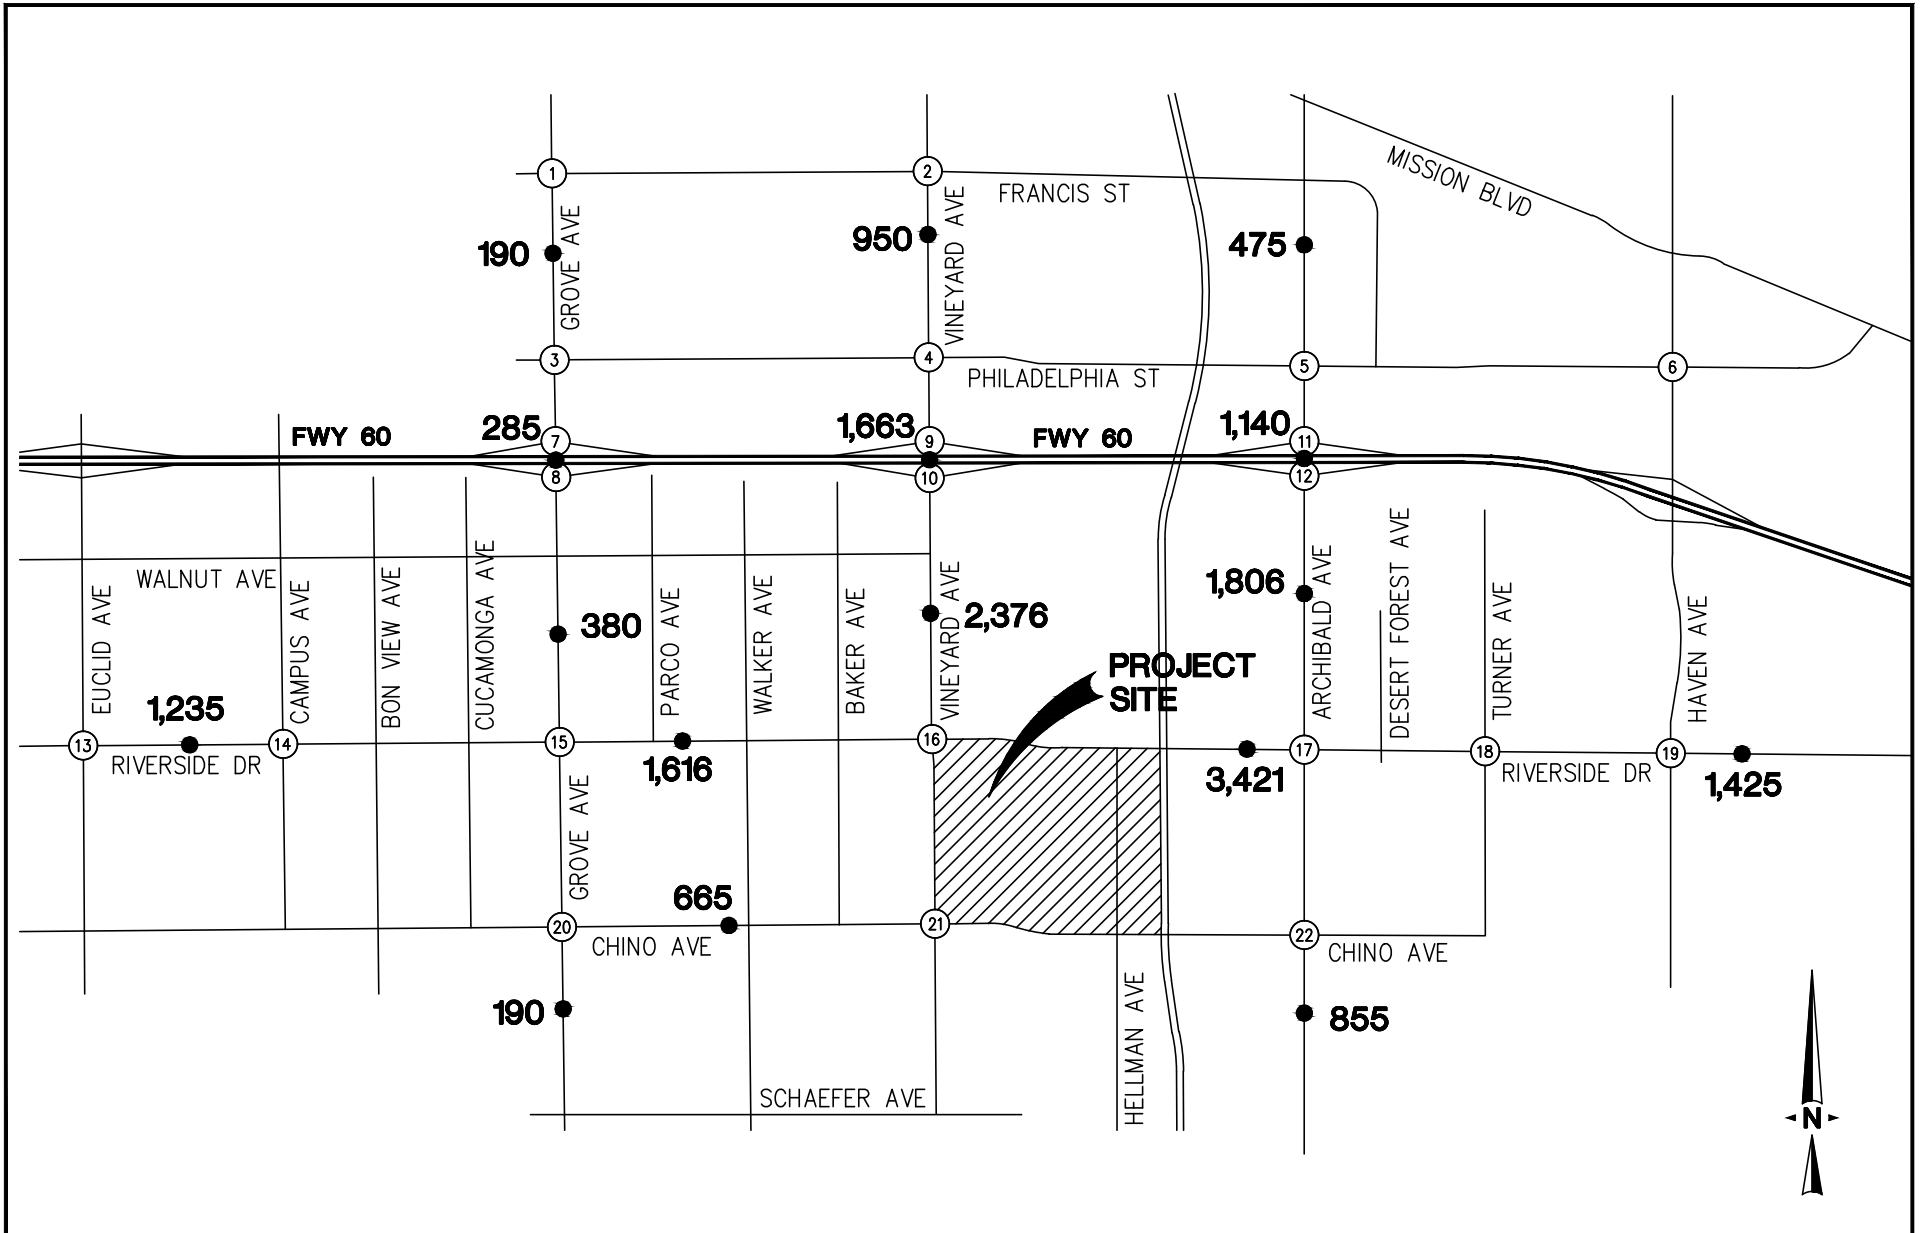 1
2
FRANCIS ST
MISSION BLVD
GROVE AVE
VINEYARD AVE
190
950
475
3
4
5
6
PHILADELPHIA ST
FWY 60
285
7
1,663
9
FWY 60
1,140
11
8
10
12
WALNUT AVE
EUCLID AVE
CAMPUS AVE
BON VIEW AVE
CUCAMONGA AVE
380
PARCO AVE
WALKER AVE
BAKER AVE
VINEYARD AVE
2,376
1,806
ARCHIBALD AVE
DESERT FOREST AVE
TURNER AVE
HAVEN AVE
PROJECT
SITE
1,235
13
14
15
16
17
18
19
RIVERSIDE DR
1,616
3,421
RIVERSIDE DR
1,425
GROVE AVE
665
20
21
22
CHINO AVE
CHINO AVE
190
HELLMAN AVE
855
SCHAEFER AVE
N